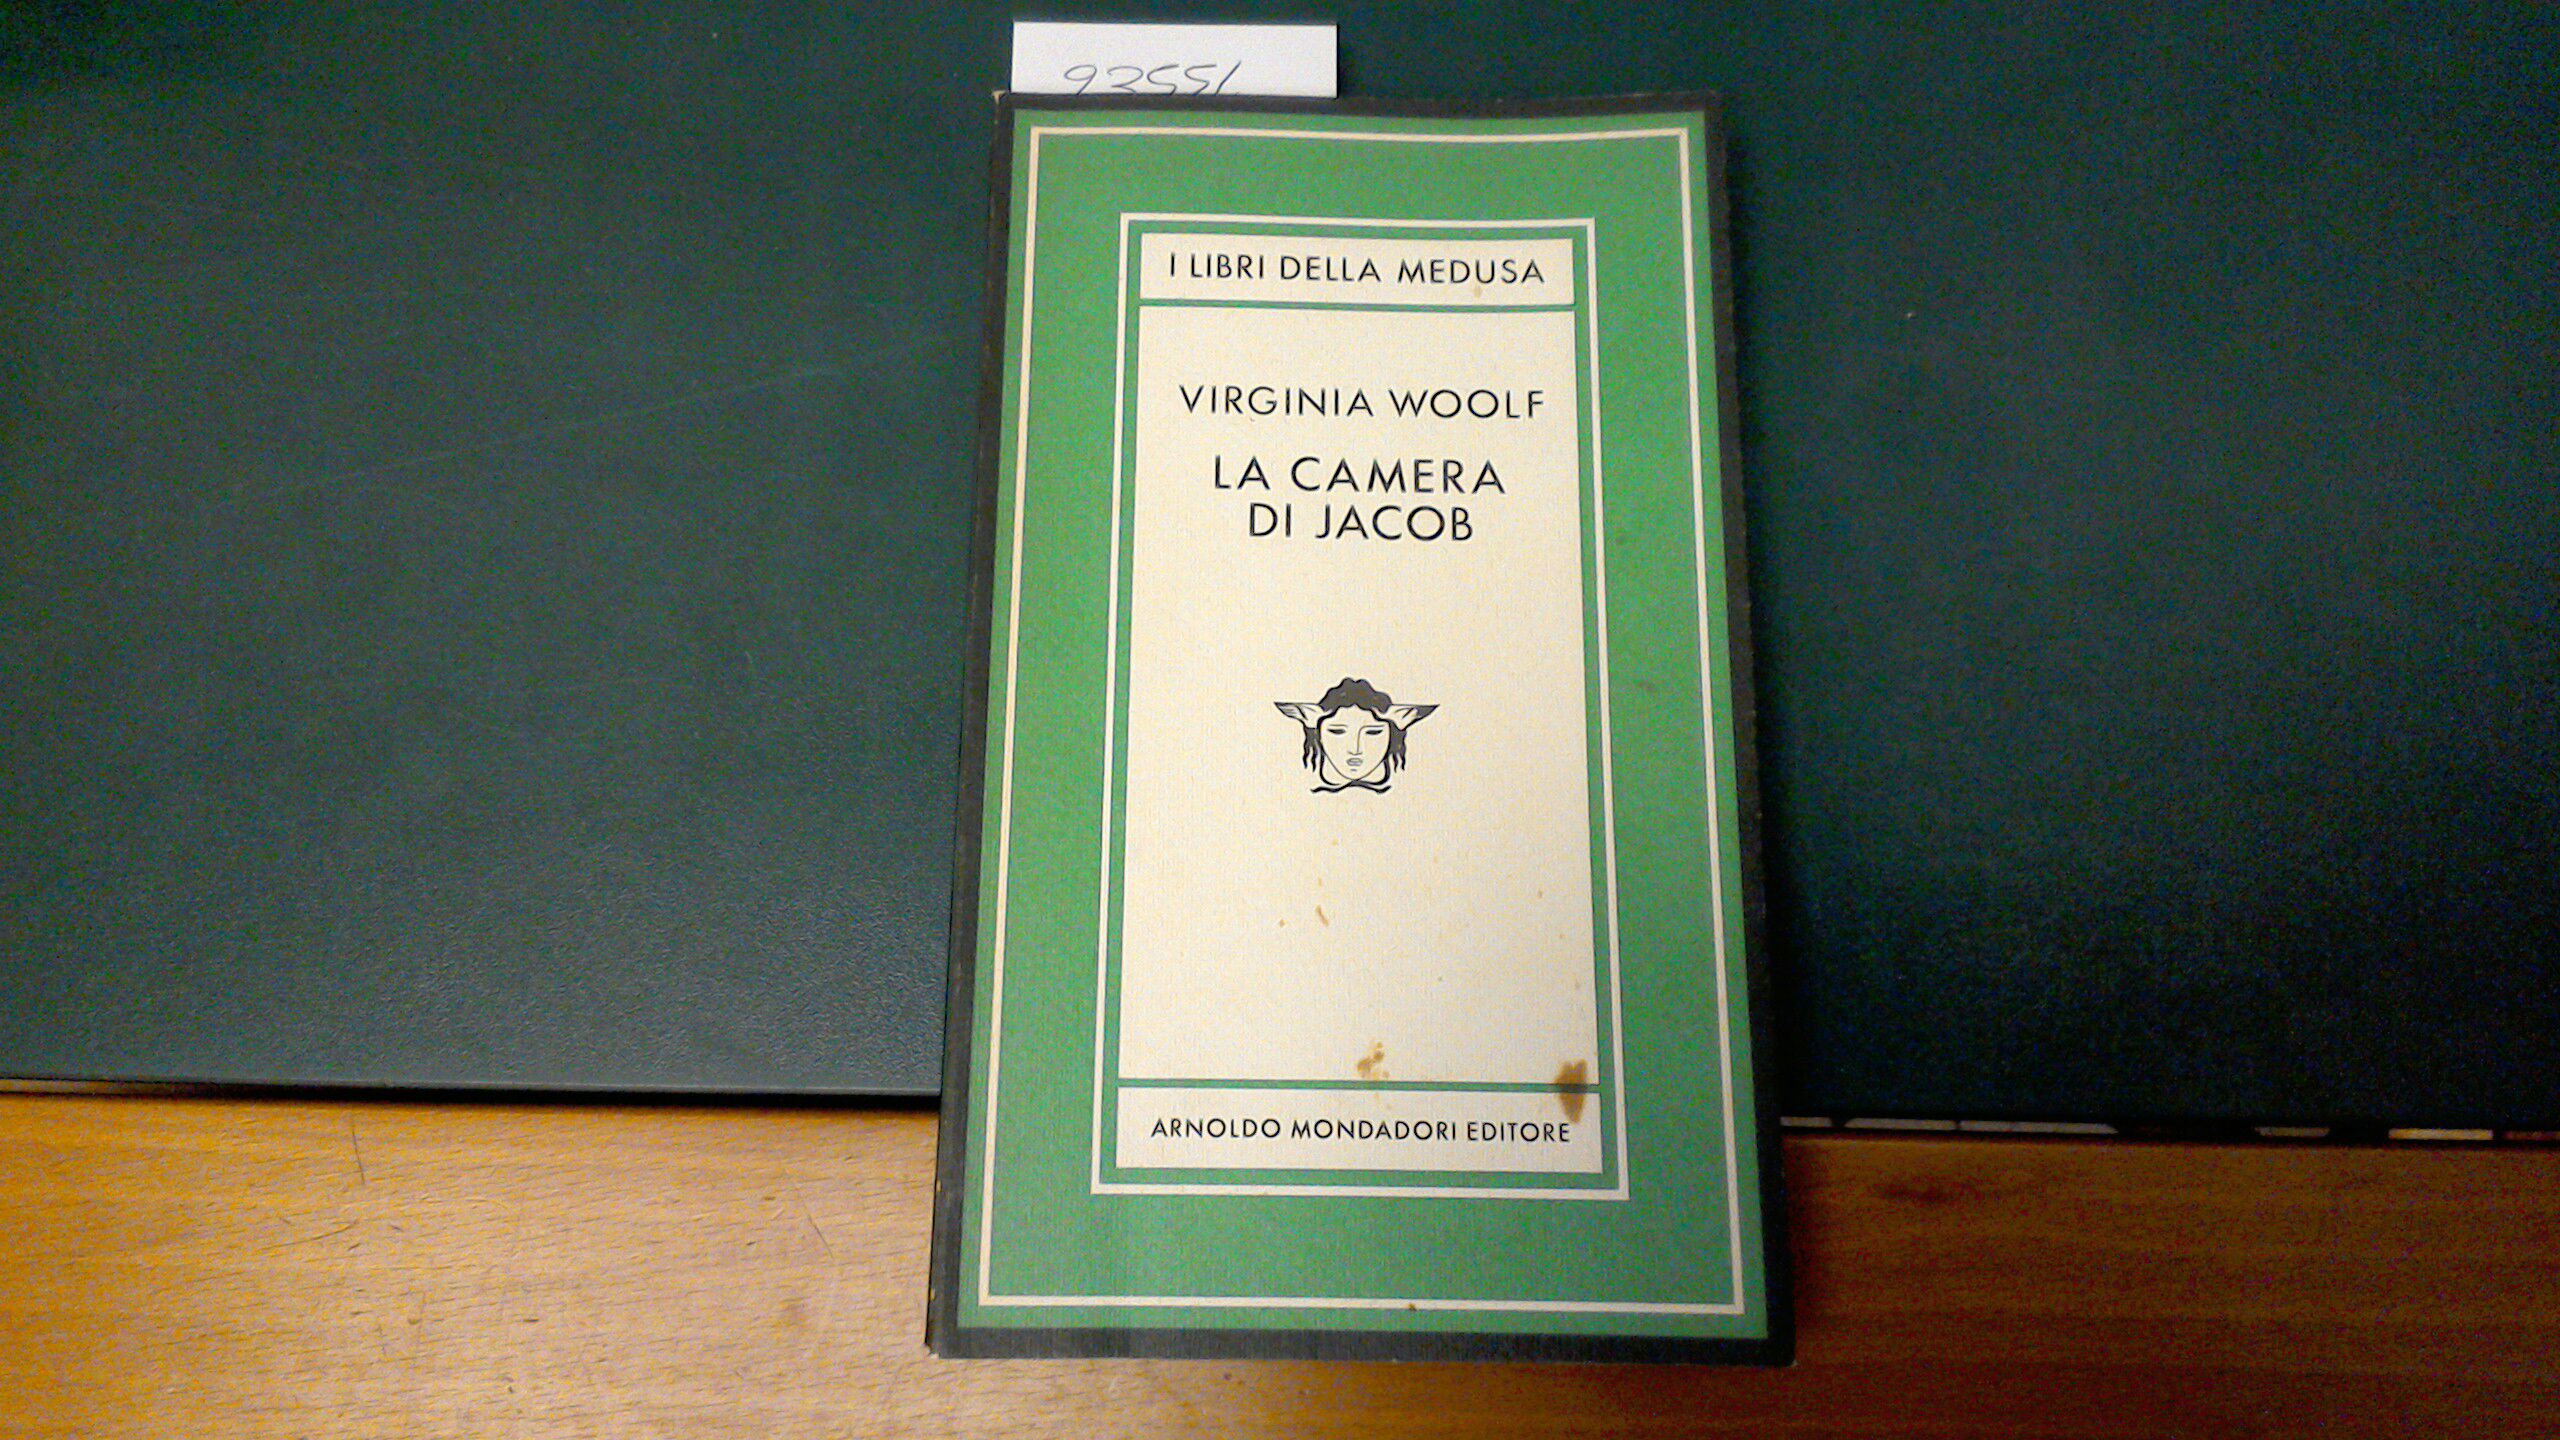 93551
I LIBRI DELLA MEDUSA
VIRGINIA WOOLF
LA CAMERA
DI JACOB
ARNOLDO MONDADORI EDITORE